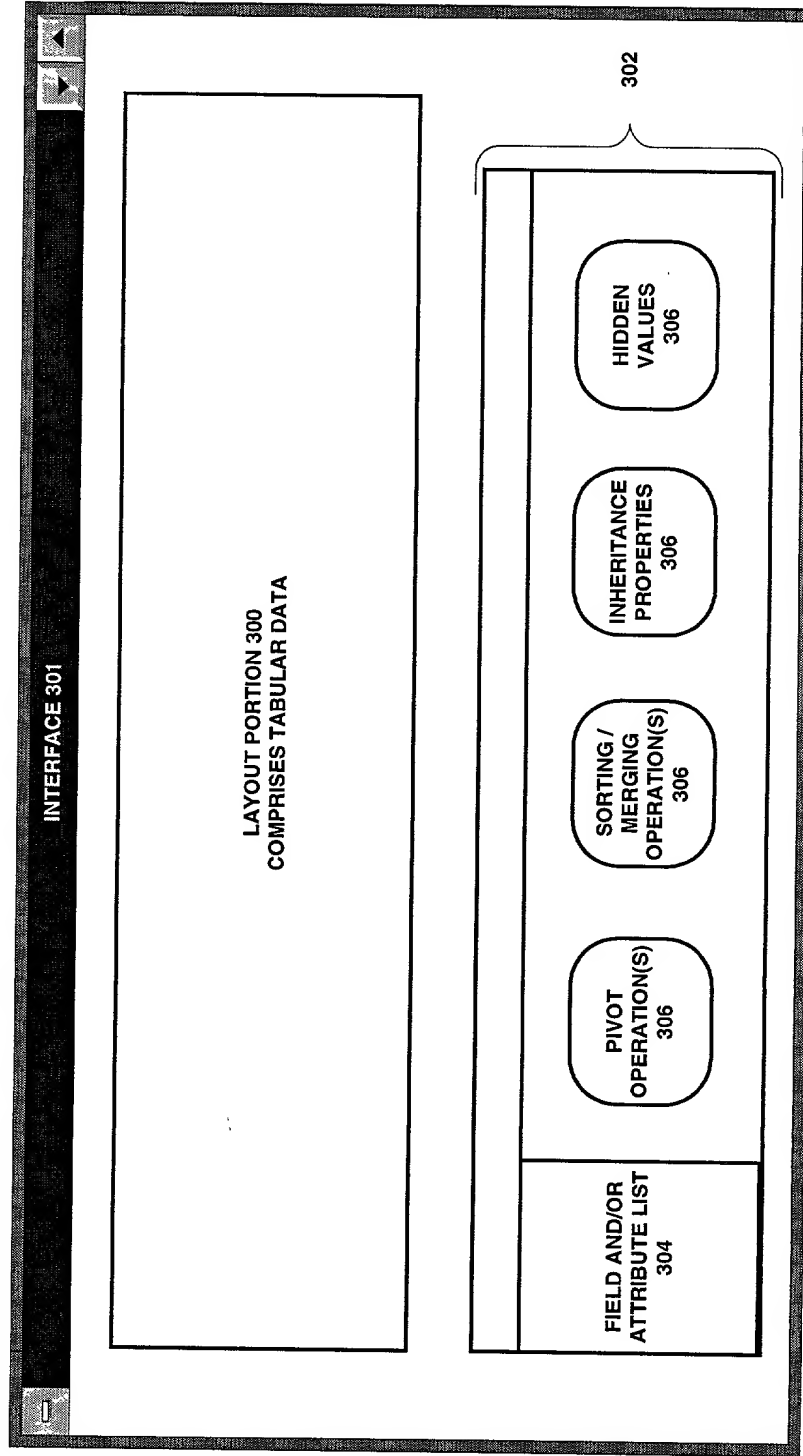 INTERFACE 301
LAYOUT PORTION 300
COMPRISES TABULAR DATA
302
FIELD AND/OR
ATTRIBUTE LIST
304
PIVOT
OPERATION(S)
306
SORTING /
MERGING
OPERATION(S)
306
INHERITANCE
PROPERTIES
306
HIDDEN
VALUES
306